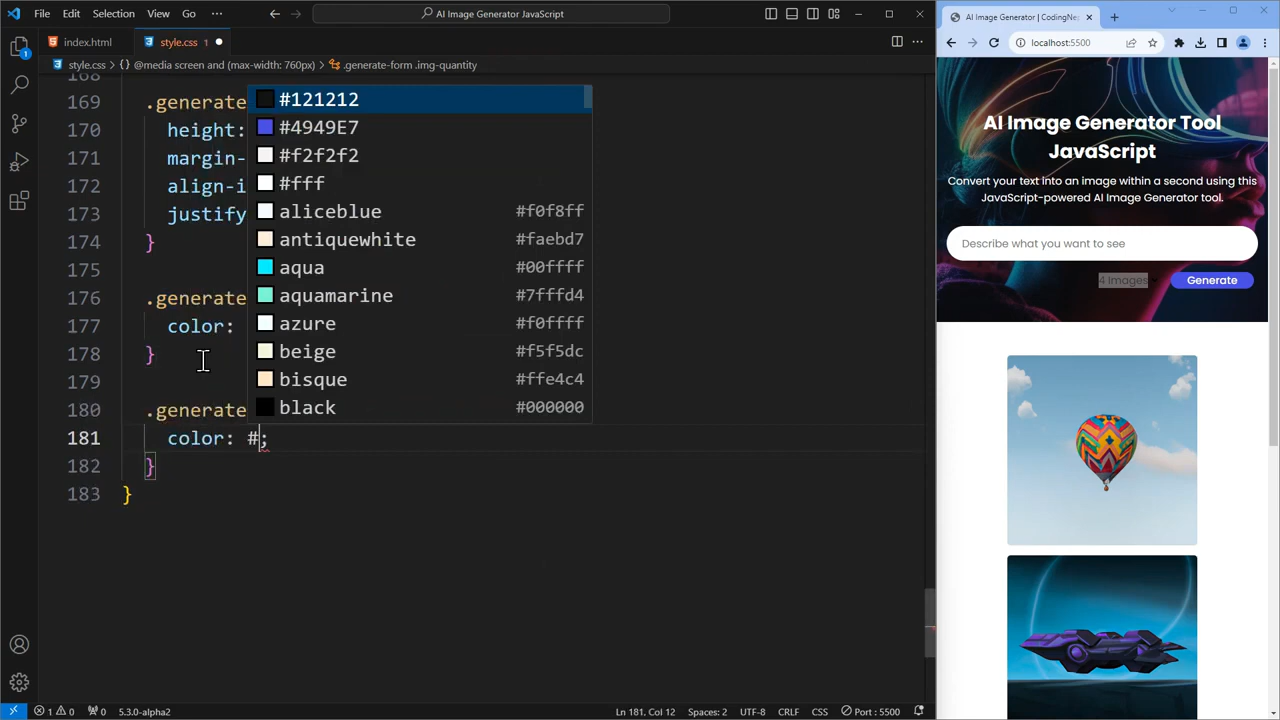 File Edit Selection View Go ··· AI Image Generator JavaScript
index.html style.css 1
style.css > {} @media screen and (max-width: 760px) > .generate-form .img-quantity
168
169 .generate
170 height:
171 margin-
172 align-i
173 justify
174 }
175
176 .generate
177 color:
178 }
179
180 .generate
181 color: #;
182 }
183 }
#121212
#4949E7
#f2f2f2
#fff
aliceblue #f0f8ff
antiquewhite #faebd7
aqua #00ffff
aquamarine #7fffd4
azure #f0ffff
beige #f5f5dc
bisque #ffe4c4
black #000000
1 0 0 5.3.0-alpha2 Ln 181, Col 12 Spaces: 2 UTF-8 CRLF CSS Port : 5500
AI Image Generator | CodingNe
localhost:5500
AI Image Generator Tool
JavaScript
Convert your text into an image within a second using this
JavaScript-powered AI Image Generator tool.
Describe what you want to see
4 Images Generate